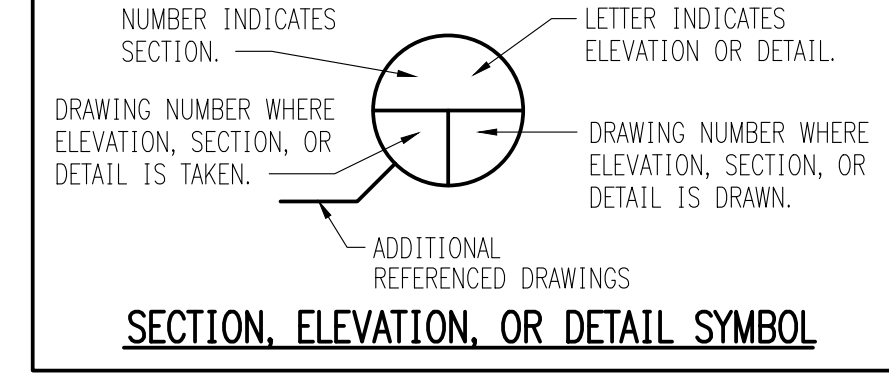 NUMBER INDICATES
SECTION.
LETTER INDICATES
ELEVATION OR DETAIL.
DRAWING NUMBER WHERE
ELEVATION, SECTION, OR
DETAIL IS TAKEN.
DRAWING NUMBER WHERE
ELEVATION, SECTION, OR
DETAIL IS DRAWN.
ADDITIONAL
REFERENCED DRAWINGS
SECTION, ELEVATION, OR DETAIL SYMBOL